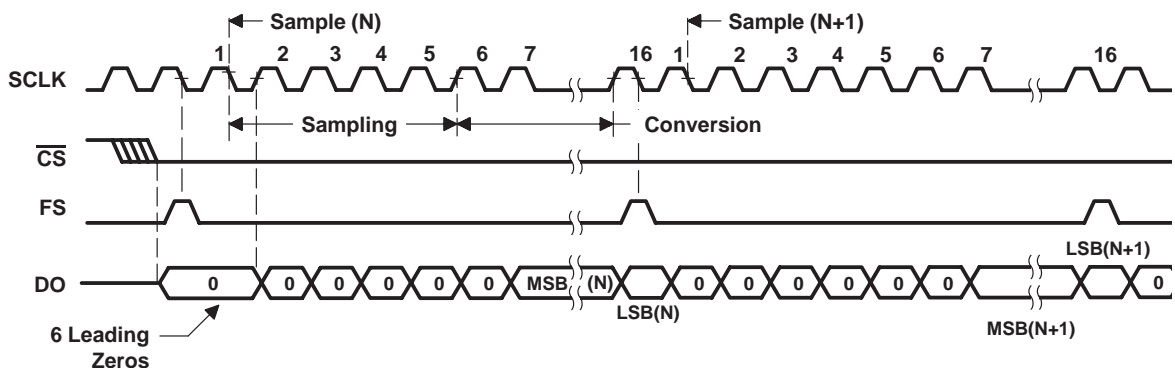 Sample (N)
Sample (N+1)
1 2 3 4 5 6 7 16 1 2 3 4 5 6 7 16
SCLK
Sampling
Conversion
CS
FS
LSB(N+1)
DO
0 0 0 0 0 0 MSB (N) 0 0 0 0 0 0 0
LSB(N)
MSB(N+1)
6 Leading
Zeros